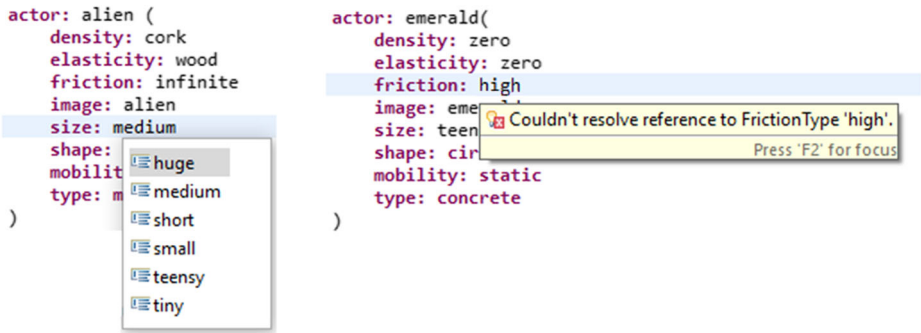 actor: alien (
density: cork
elasticity: wood
friction: infinite
image: alien
size: medium
shape:
mobilit
type: m
)
huge
medium
short
small
teensy
tiny
actor: emerald(
density: zero
elasticity: zero
friction: high
image: eme
size: teen
shape: cir
mobility: static
type: concrete
)
Couldn't resolve reference to FrictionType 'high'.
Press 'F2' for focus